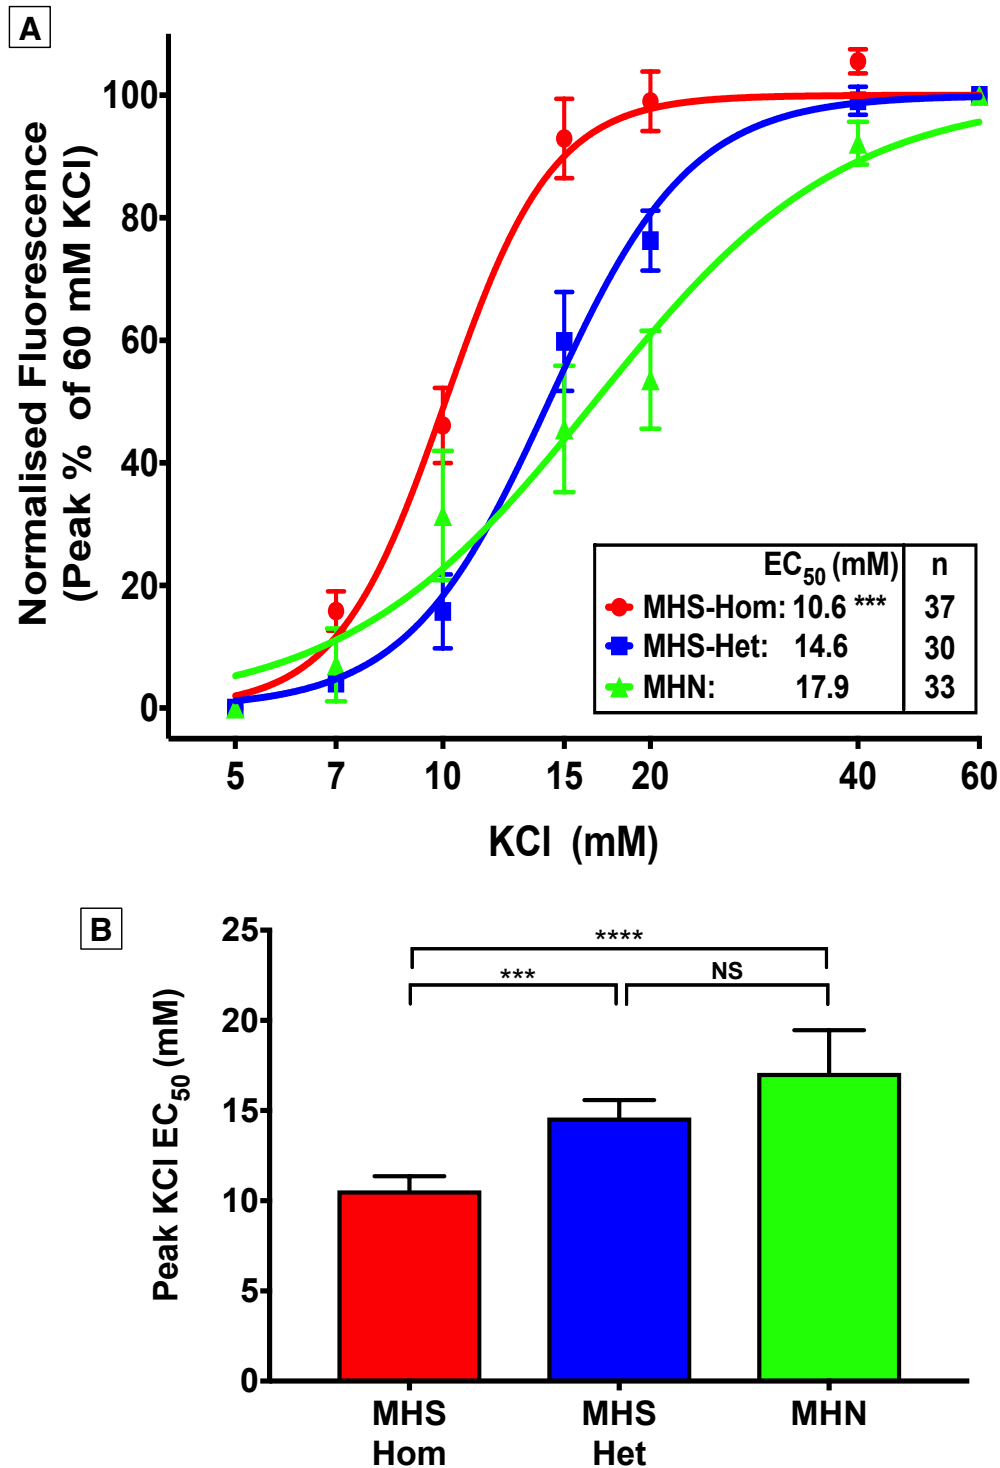 A
Normalised Fluorescence
(Peak % of 60 mM KCl)
100
80
60
40
20
0
EC50 (mM) n
MHS-Hom: 10.6 *** 37
MHS-Het: 14.6 30
MHN: 17.9 33
5 7 10 15 20 40 60
KCl (mM)
B
Peak KCl EC50 (mM)
25
20
15
10
5
0
****
*** NS
MHS
Hom
MHS
Het
MHN